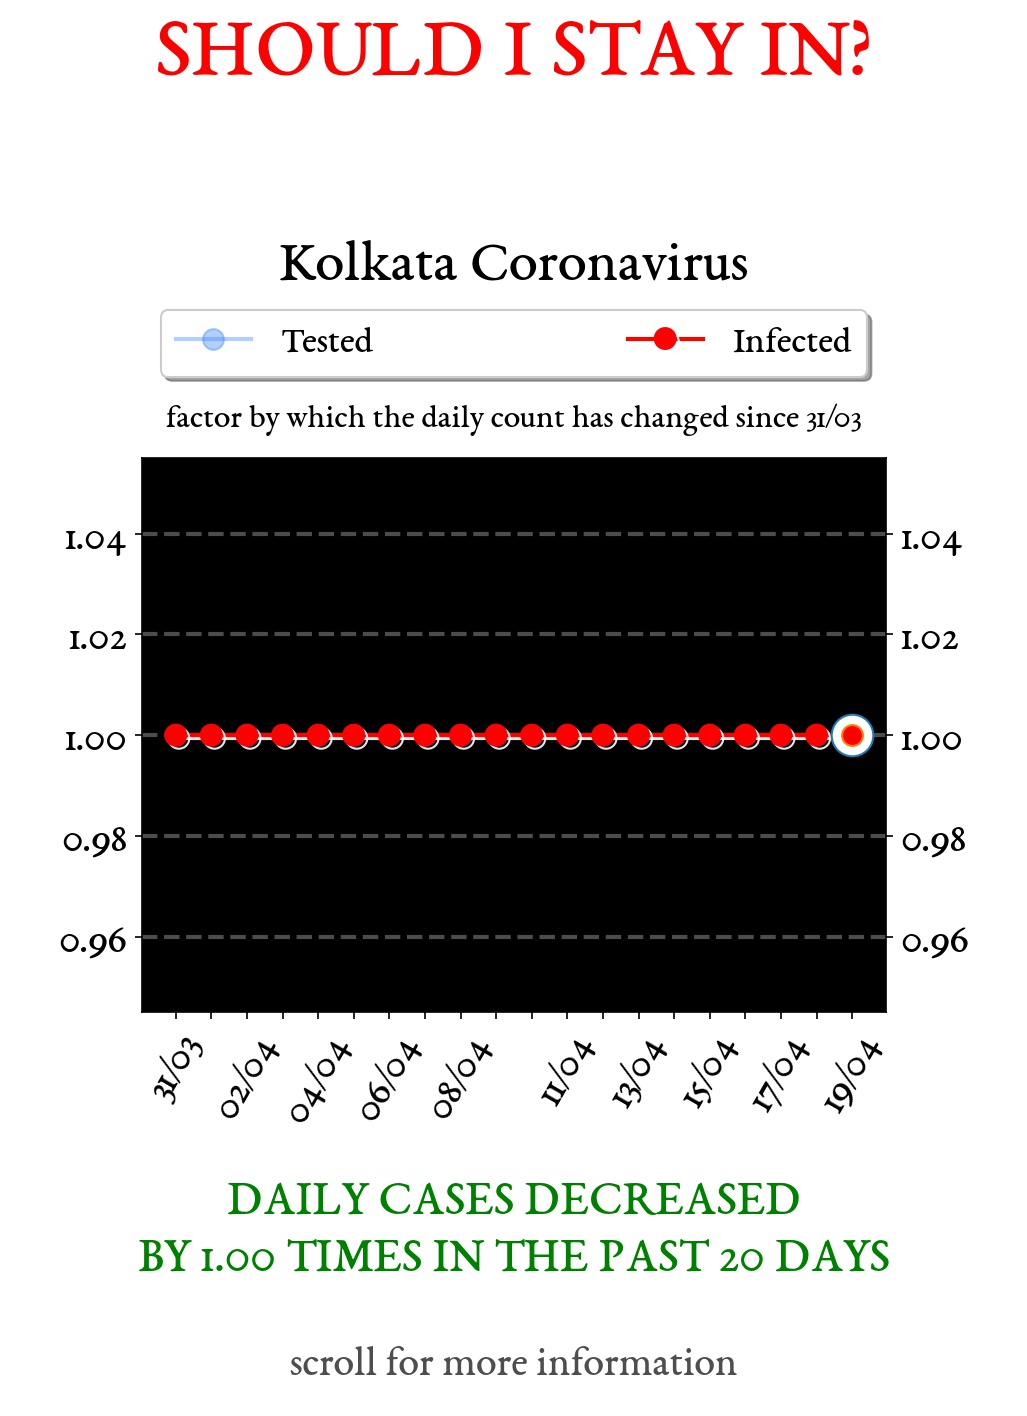 SHOULD I STAY IN?
Kolkata Coronavirus
Tested Infected
factor by which the daily count has changed since 31/03
1.04 1.04
1.02 1.02
1.00 1.00
0.98 0.98
0.96 0.96
31/03 02/04 04/04 06/04 08/04 11/04 13/04 15/04 17/04 19/04
DAILY CASES DECREASED
BY 1.00 TIMES IN THE PAST 20 DAYS
scroll for more information